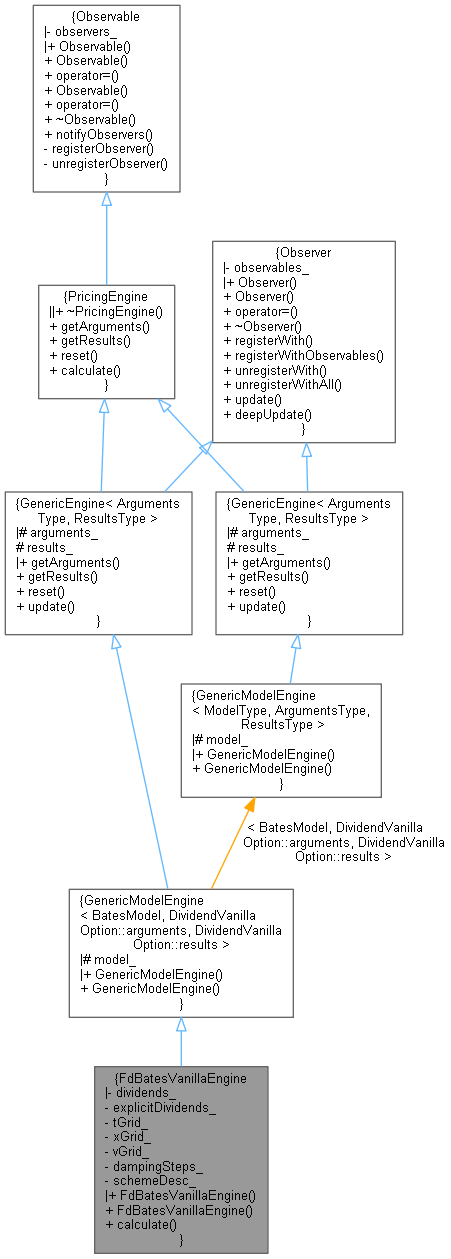 {Observable
|- observers_
|+ Observable()
+ Observable()
+ operator=()
+ Observable()
+ operator=()
+ ~Observable()
+ notifyObservers()
- registerObserver()
- unregisterObserver()
}
{Observer
|- observables_
|+ Observer()
+ Observer()
+ operator=()
+ ~Observer()
+ registerWith()
+ registerWithObservables()
+ unregisterWith()
+ unregisterWithAll()
+ update()
+ deepUpdate()
}
{PricingEngine
||+ ~PricingEngine()
+ getArguments()
+ getResults()
+ reset()
+ calculate()
}
{GenericEngine< Arguments
Type, ResultsType >
|# arguments_
# results_
|+ getArguments()
+ getResults()
+ reset()
+ update()
}
{GenericEngine< Arguments
Type, ResultsType >
|# arguments_
# results_
|+ getArguments()
+ getResults()
+ reset()
+ update()
}
{GenericModelEngine
< ModelType, ArgumentsType,
ResultsType >
|# model_
|+ GenericModelEngine()
+ GenericModelEngine()
}
< BatesModel, DividendVanilla
Option::arguments, DividendVanilla
Option::results >
{GenericModelEngine
< BatesModel, DividendVanilla
Option::arguments, DividendVanilla
Option::results >
|# model_
|+ GenericModelEngine()
+ GenericModelEngine()
}
{FdBatesVanillaEngine
|- dividends_
- explicitDividends_
- tGrid_
- xGrid_
- vGrid_
- dampingSteps_
- schemeDesc_
|+ FdBatesVanillaEngine()
+ FdBatesVanillaEngine()
+ calculate()
}